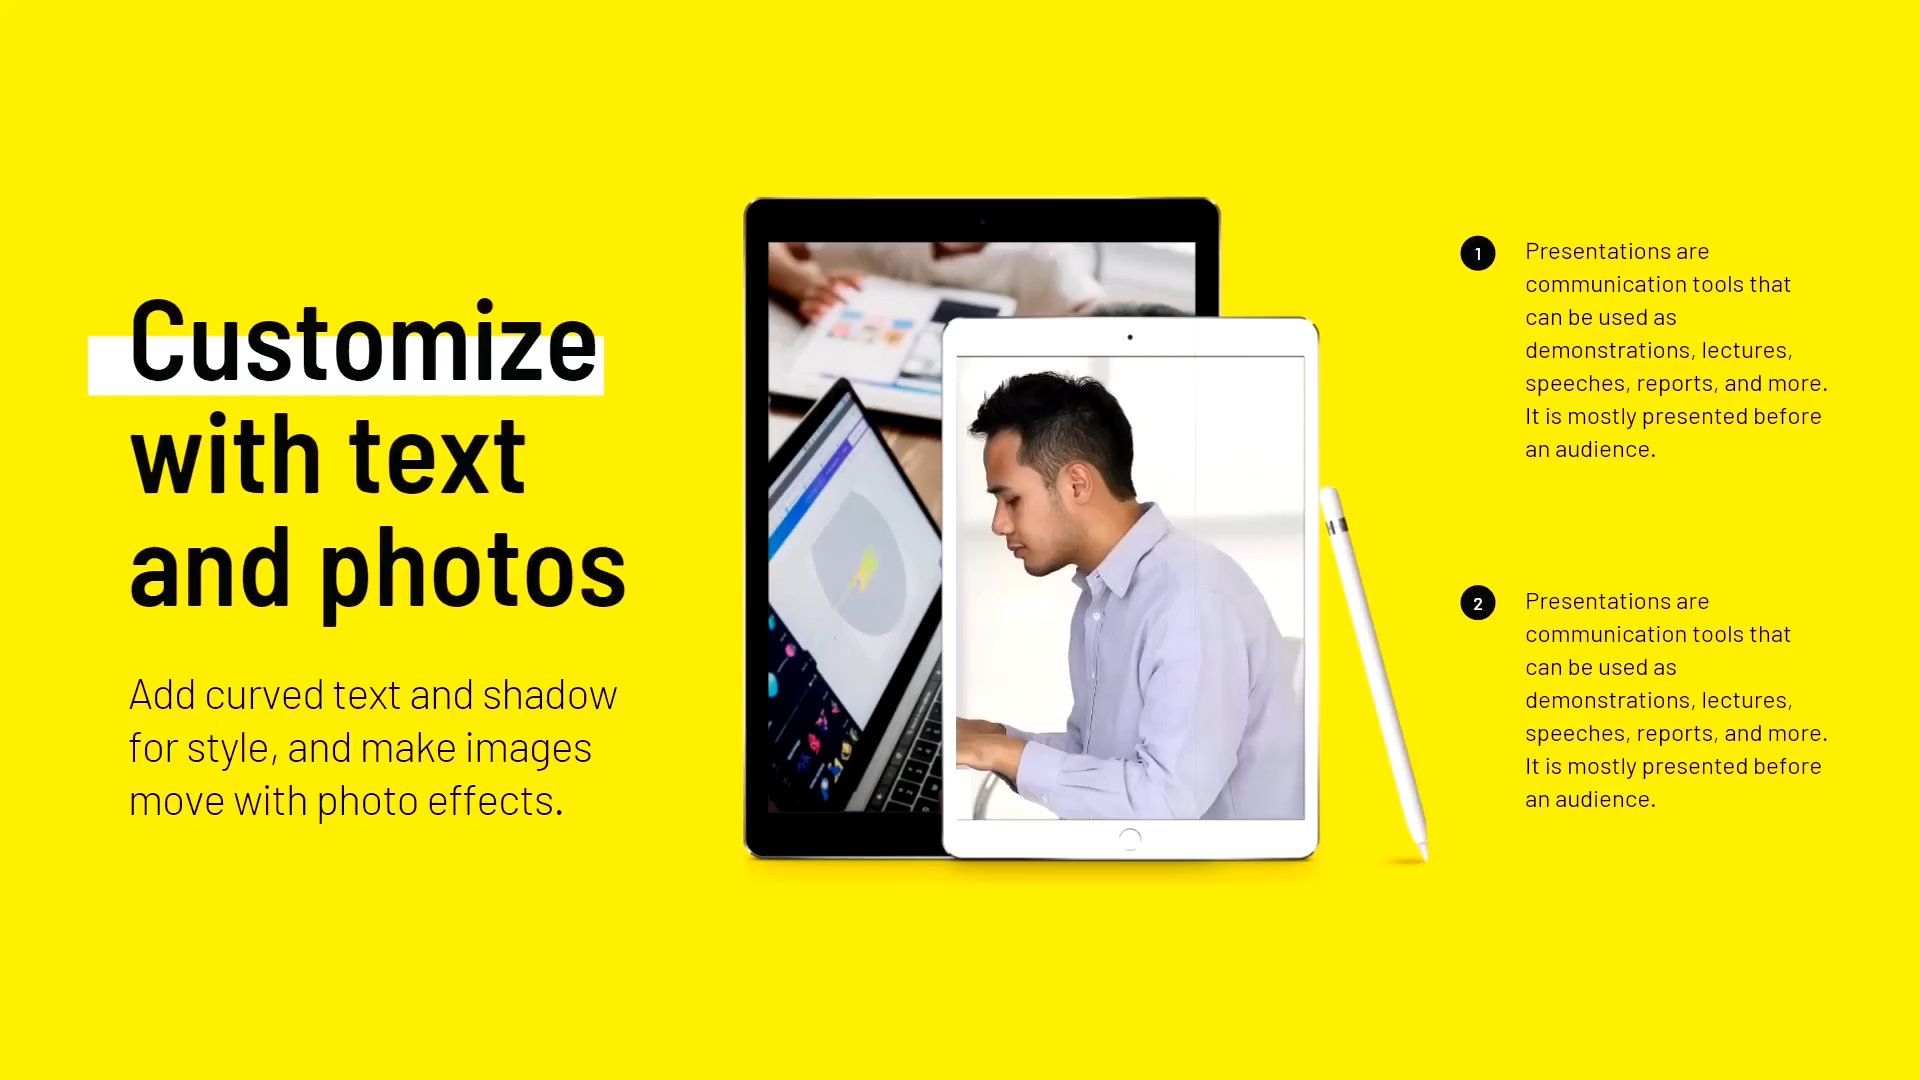 Customize
with text
and photos
Add curved text and shadow
for style, and make images
move with photo effects.
1
Presentations are
communication tools that
can be used as
demonstrations, lectures,
speeches, reports, and more.
It is mostly presented before
an audience.
2
Presentations are
communication tools that
can be used as
demonstrations, lectures,
speeches, reports, and more.
It is mostly presented before
an audience.